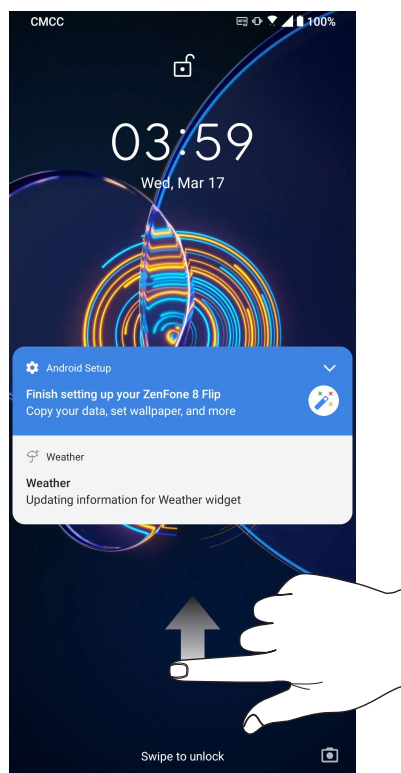 CMCC 100%
03:59
Wed, Mar 17
Android Setup
Finish setting up your ZenFone 8 Flip
Copy your data, set wallpaper, and more
Weather
Weather
Updating information for Weather widget
Swipe to unlock